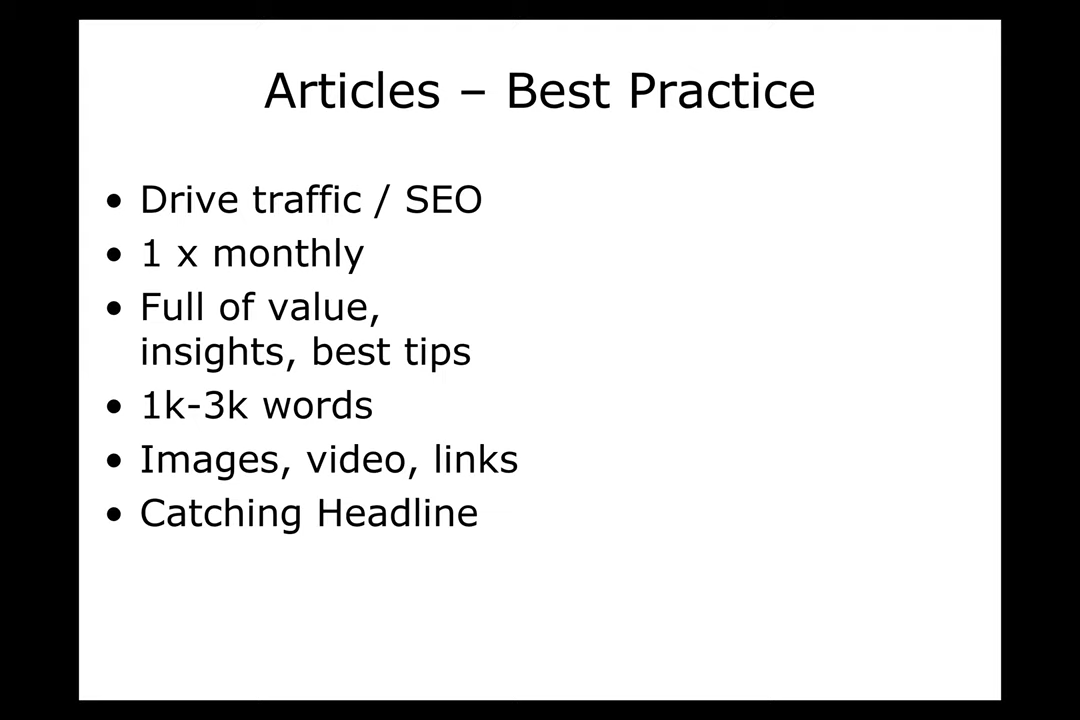 Articles – Best Practice
• Drive traffic / SEO
• 1 x monthly
• Full of value,
insights, best tips
• 1k-3k words
• Images, video, links
• Catching Headline